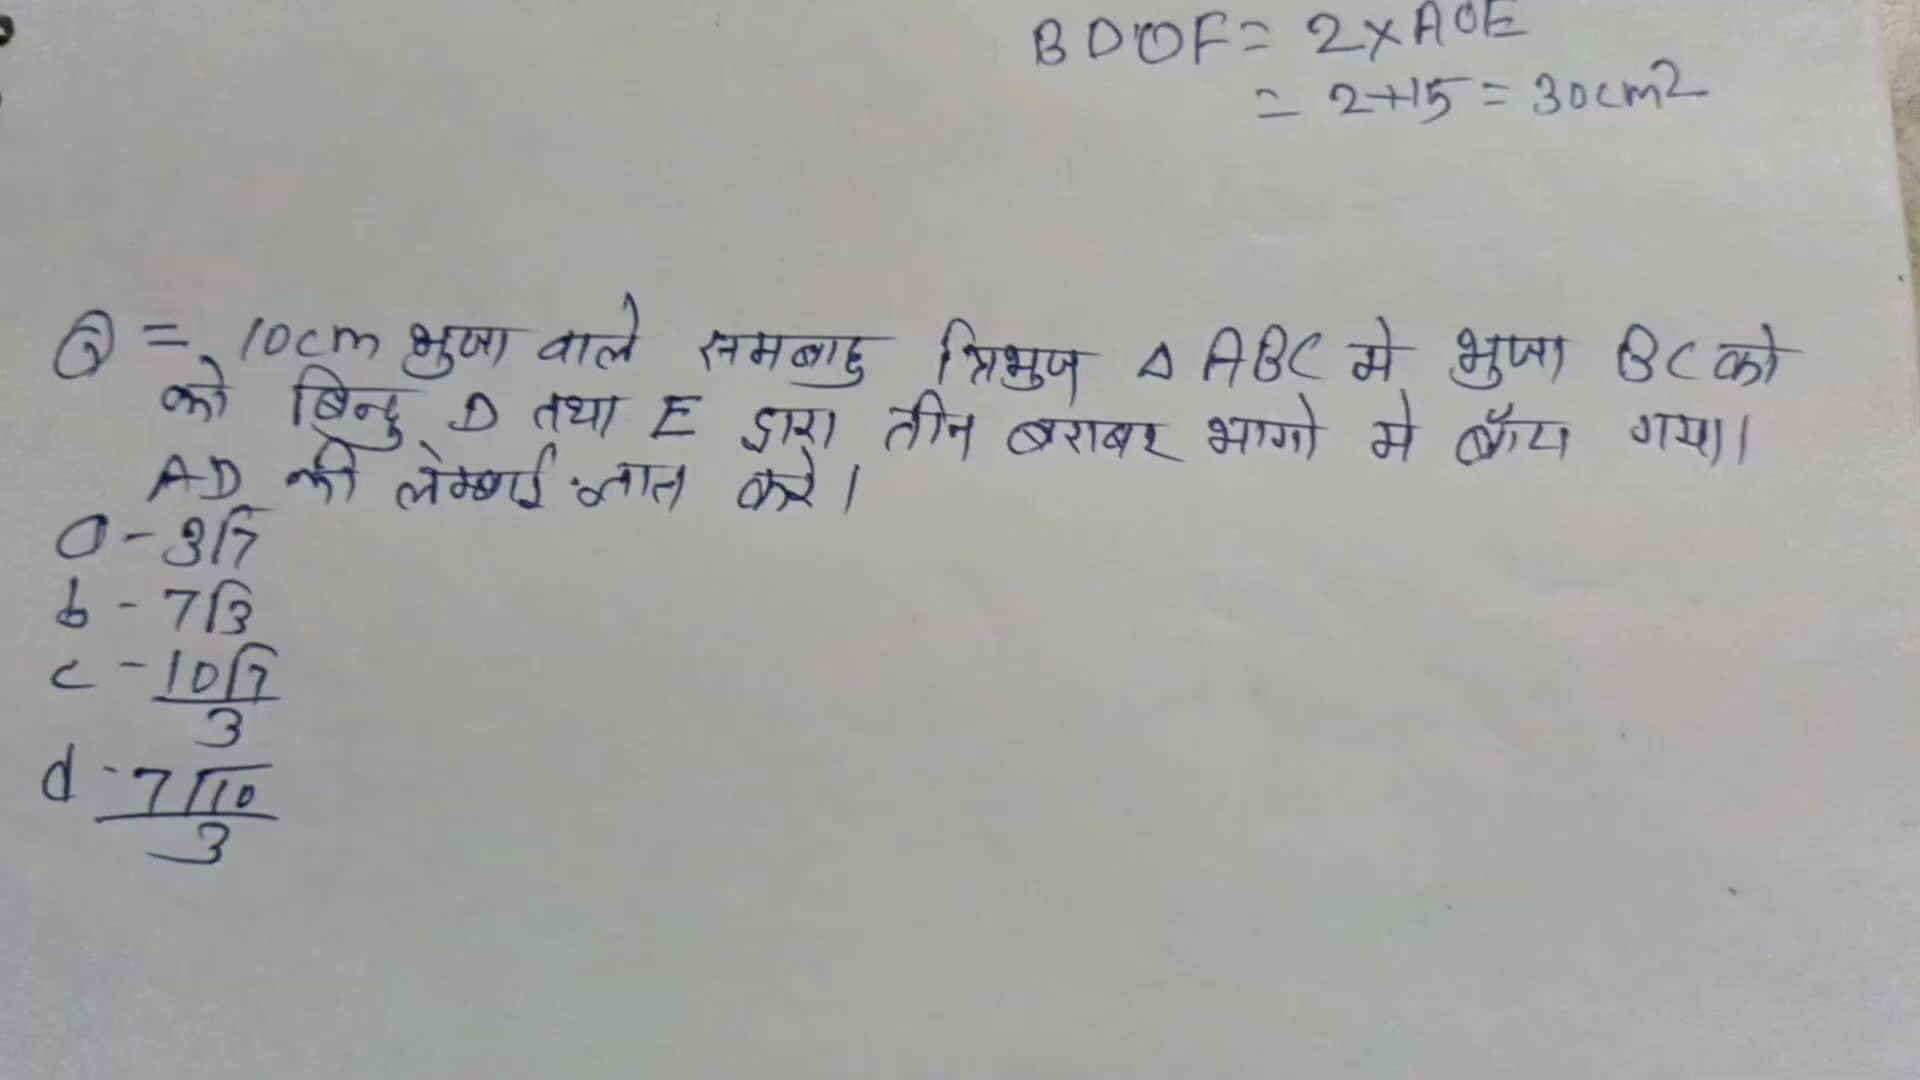 BDOF = 2×AOE
= 2+15 = 30cm2
Q = 10cm भुजा वाले समबाहु त्रिभुज Δ ABC मे भुजा BC को
को बिन्दु D तथा E द्वारा तीन बराबर भागो मे बाँटा गया।
AD की लम्बाई ज्ञात करे।
a - 3√7
b - 7√3
c - 10√7
3
d - 7√10
3